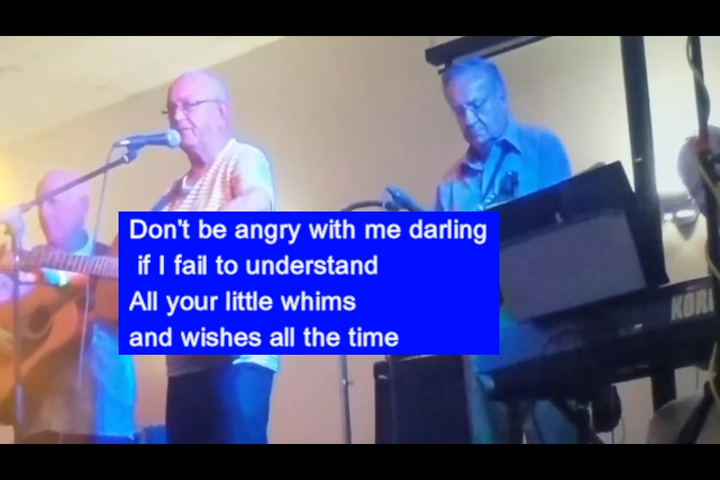 Don't be angry with me darling
if I fail to understand
All your little whims
and wishes all the time
KOR